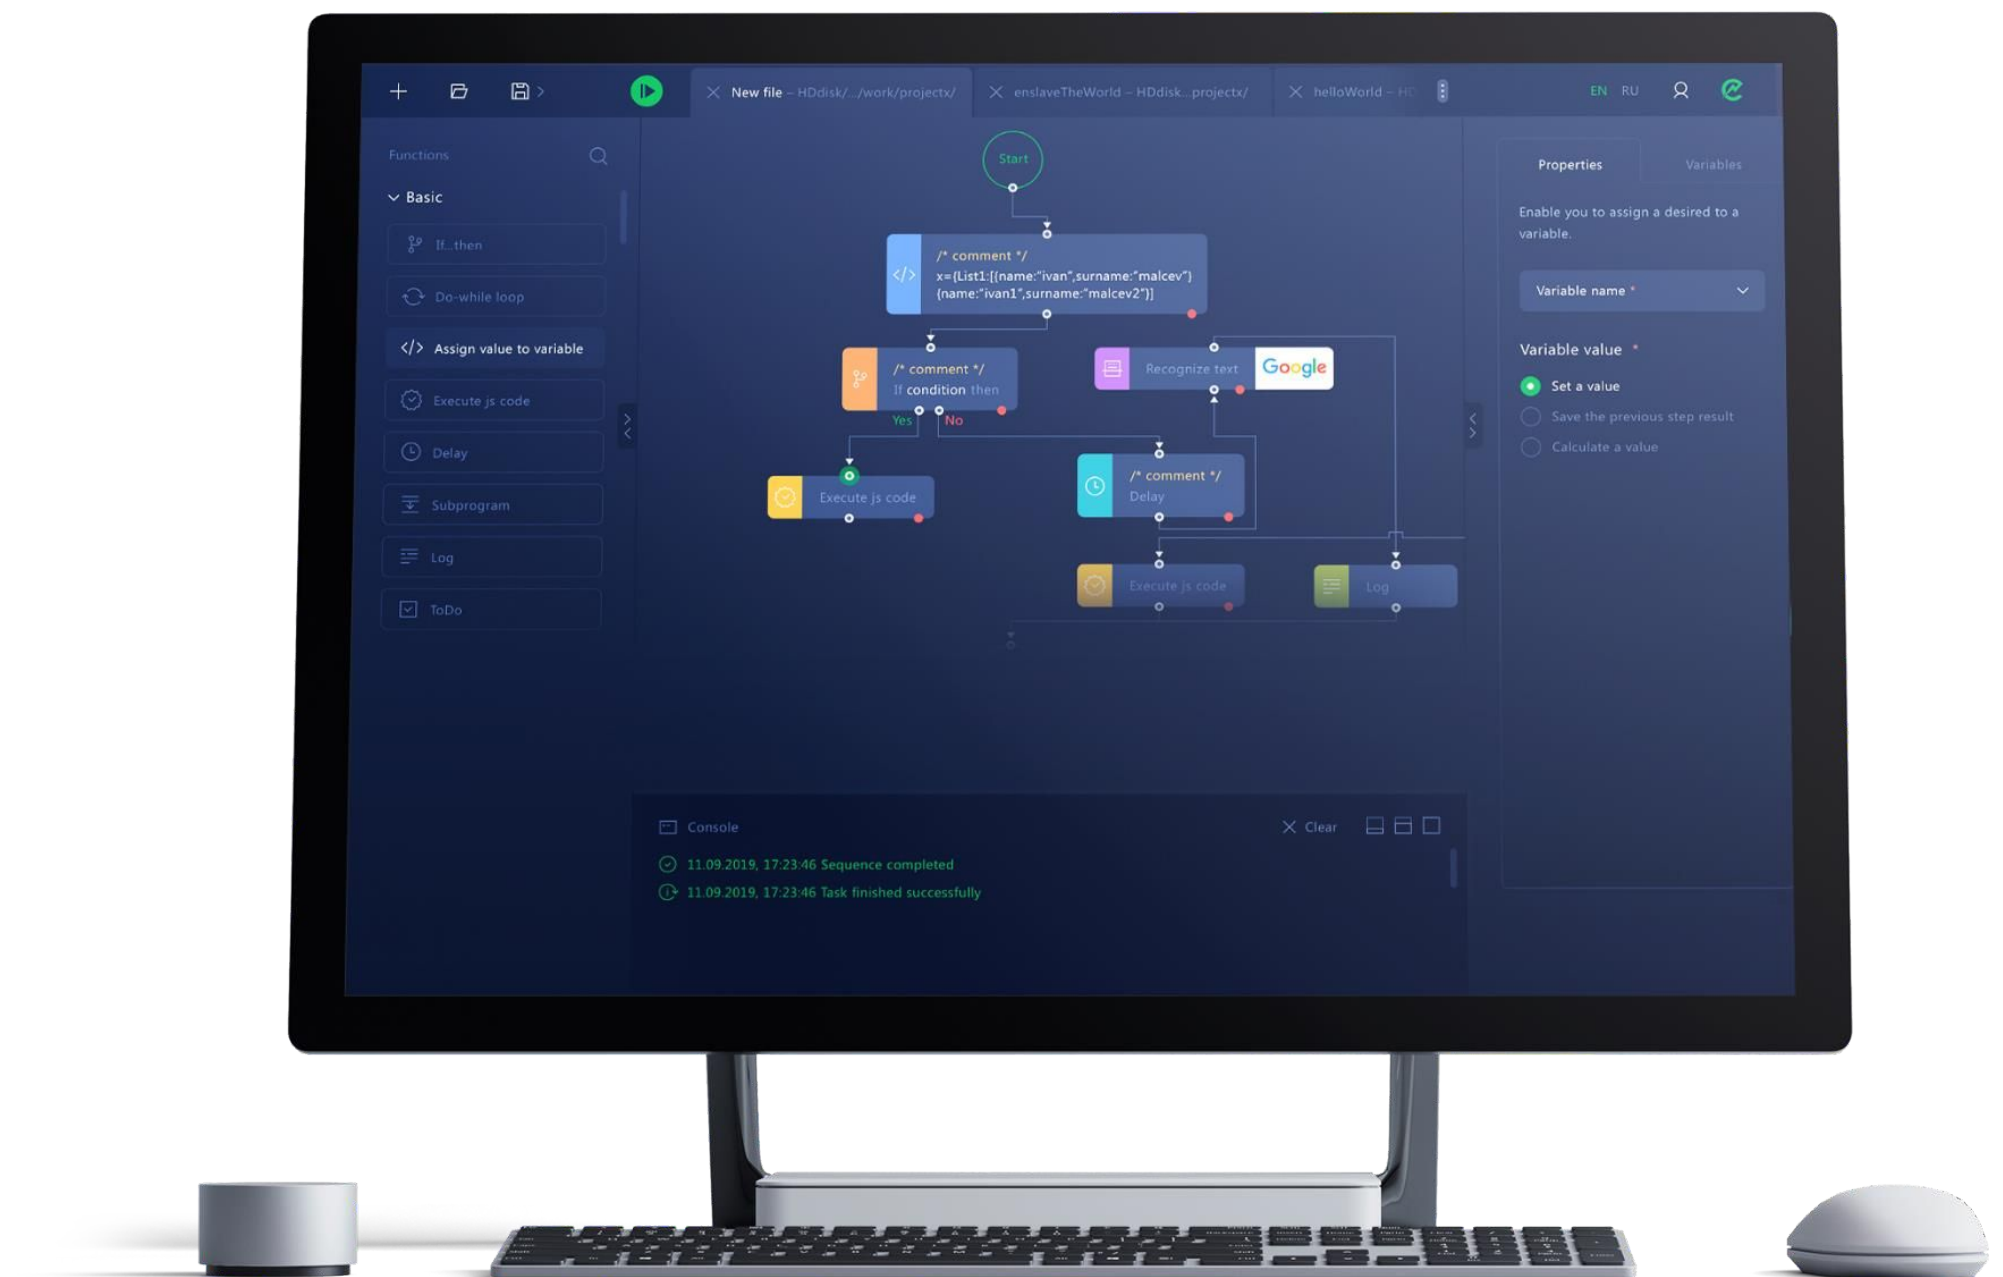 New file – HDdisk/.../work/projectx/
enslaveTheWorld – HDdisk...projectx/
helloWorld – HD
EN RU
Functions
Basic
If...then
Do-while loop
Assign value to variable
Execute js code
Delay
Subprogram
Log
ToDo
Start
/* comment */
x={List1:[{name:"ivan",surname:"malcev"}
{name:"ivan1",surname:"malcev2"}]
/* comment */
If condition then
Yes No
Recognize text
Google
Execute js code
/* comment */
Delay
Execute js code
Log
Console
Clear
11.09.2019, 17:23:46 Sequence completed
11.09.2019, 17:23:46 Task finished successfully
Properties
Variables
Enable you to assign a desired to a
variable.
Variable name *
Variable value *
Set a value
Save the previous step result
Calculate a value